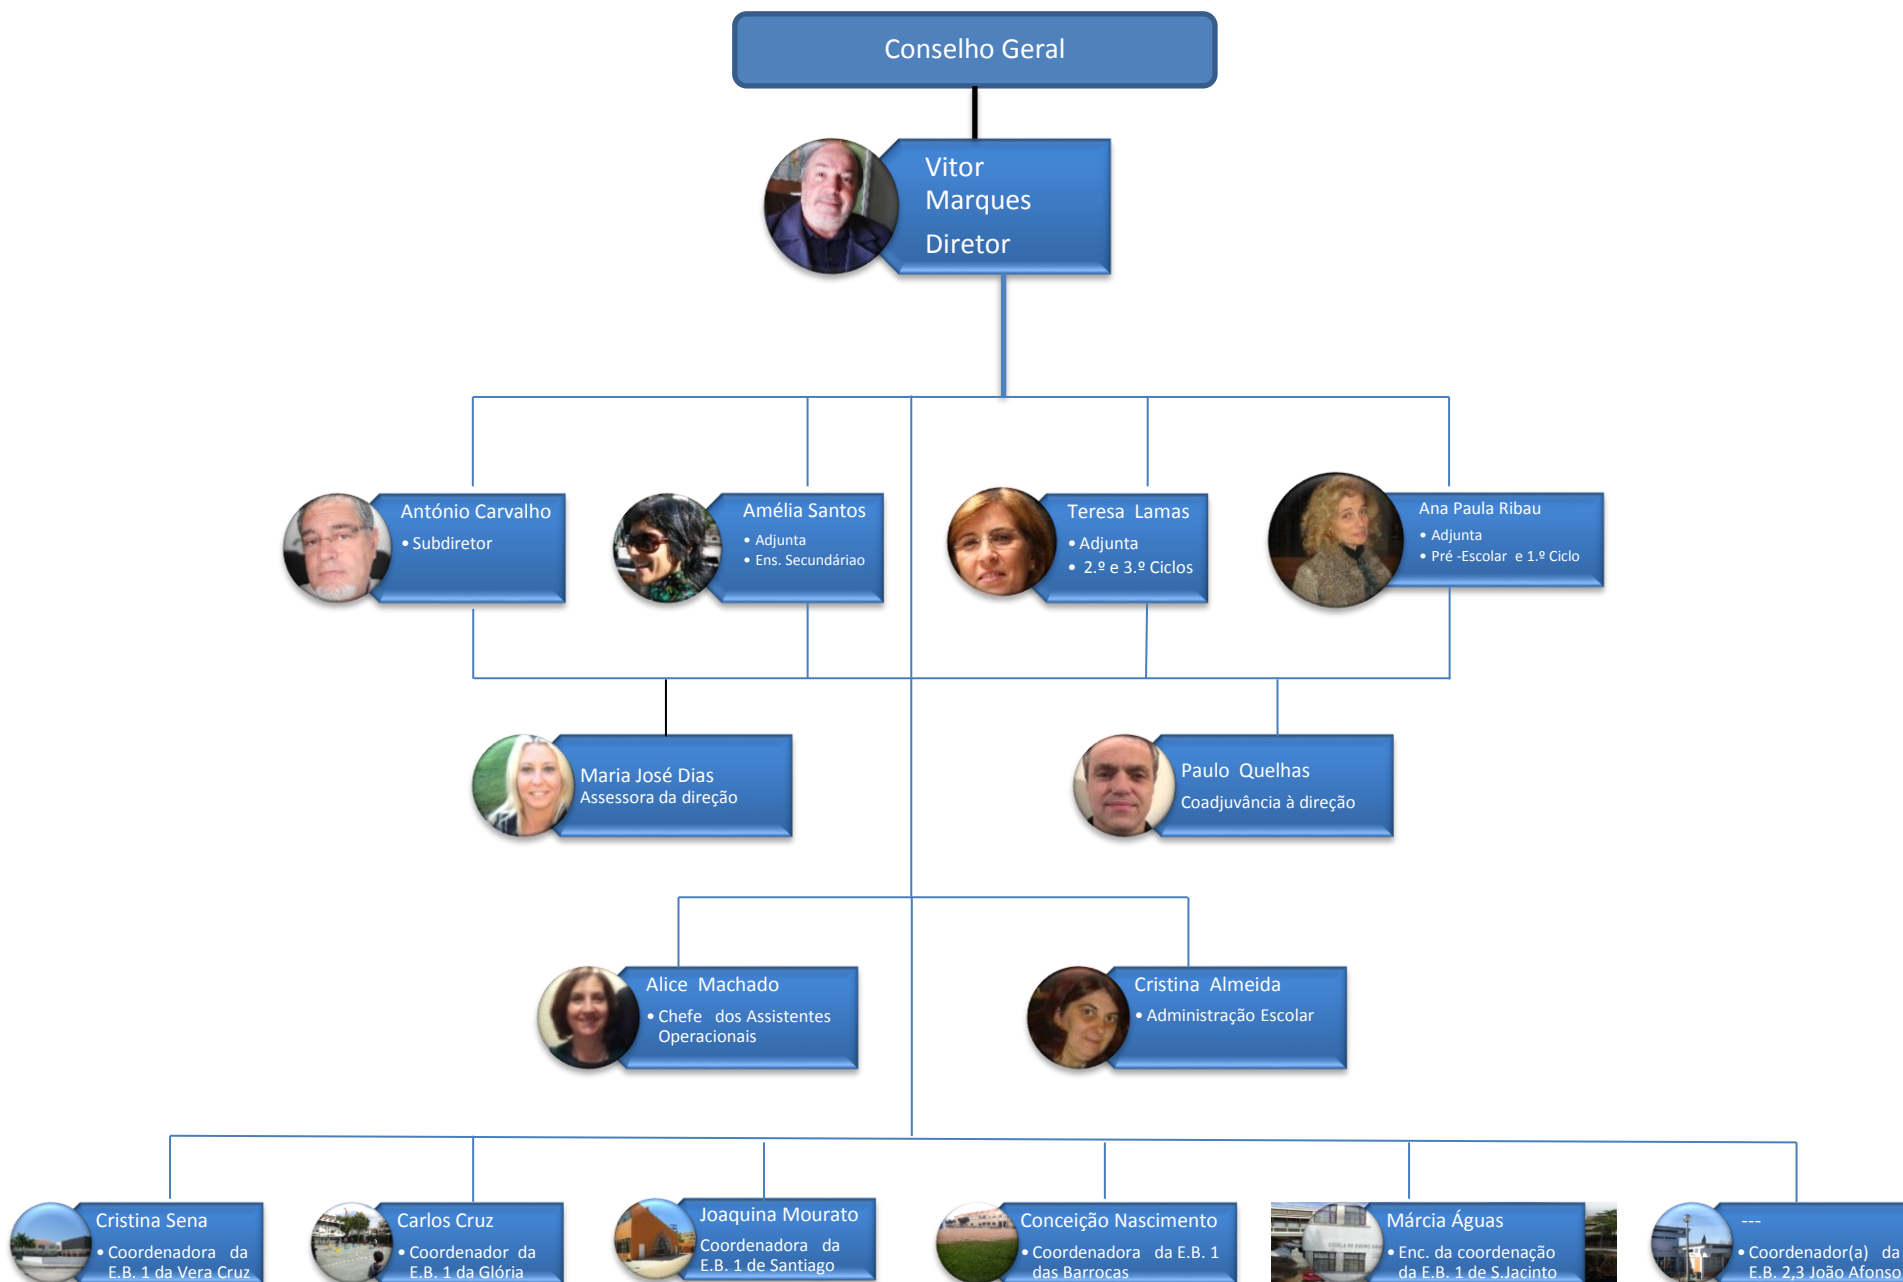 Conselho Geral
Vitor
Marques
Diretor
António Carvalho
• Subdiretor
Amélia Santos
• Adjunta
• Ens. Secundáriao
Teresa Lamas
• Adjunta
• 2.º e 3.º Ciclos
Ana Paula Ribau
• Adjunta
• Pré -Escolar e 1.º Ciclo
Maria José Dias
Assessora da direção
Paulo Quelhas
Coadjuvância à direção
Alice Machado
• Chefe dos Assistentes
Operacionais
Cristina Almeida
• Administração Escolar
Cristina Sena
• Coordenadora da
E.B. 1 da Vera Cruz
Carlos Cruz
• Coordenador da
E.B. 1 da Glória
Joaquina Mourato
Coordenadora da
E.B. 1 de Santiago
Conceição Nascimento
• Coordenadora da E.B. 1
das Barrocas
Márcia Águas
• Enc. da coordenação
da E.B. 1 de S.Jacinto
---
• Coordenador(a) da
E.B. 2,3 João Afonso